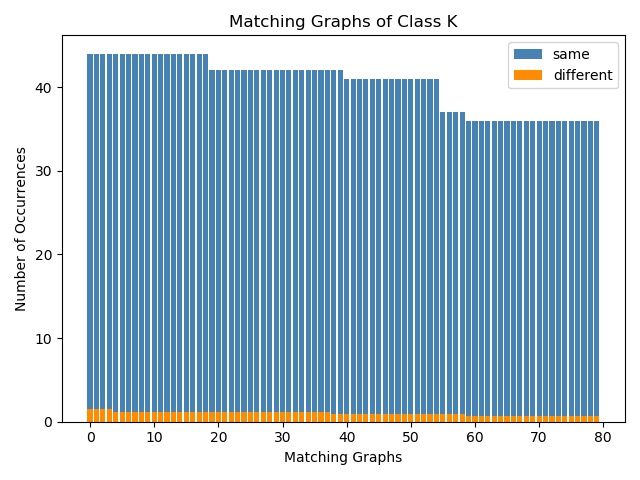 Matching Graphs of Class K
same
different
Number of Occurrences
40
30
20
10
0
0 10 20 30 40 50 60 70 80
Matching Graphs